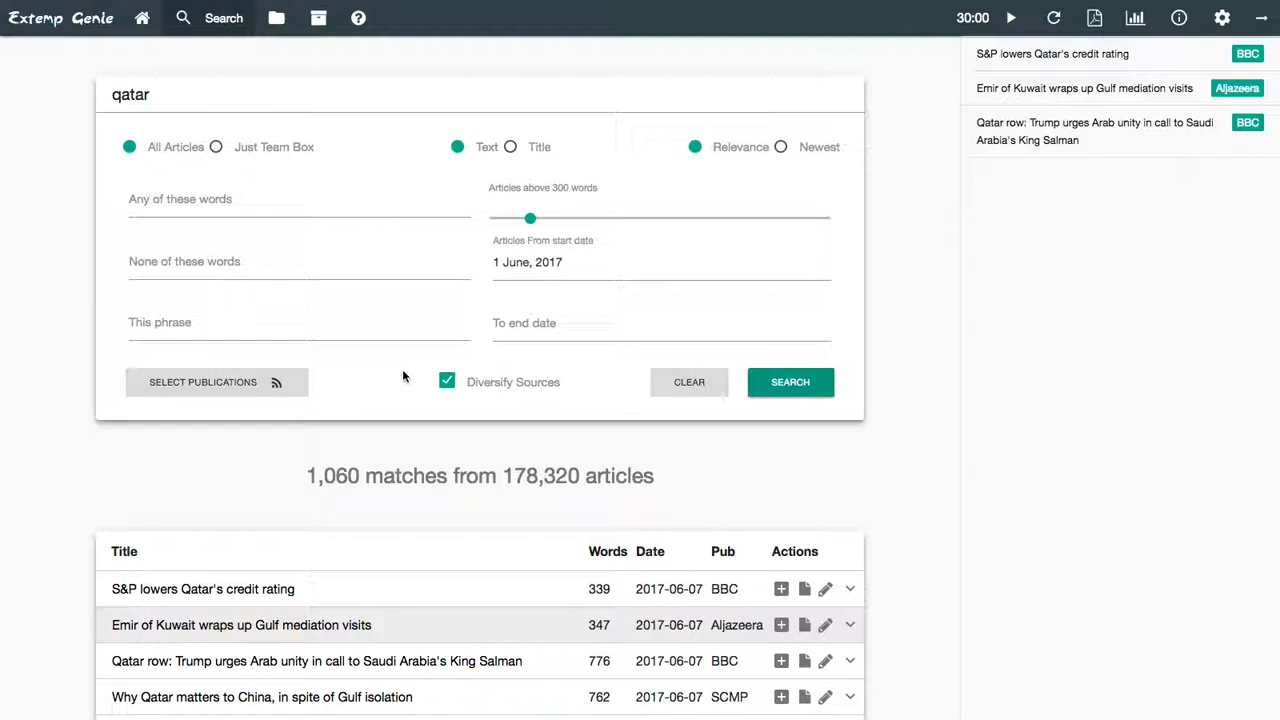 Extemp Genie Search 30:00
S&P lowers Qatar's credit rating BBC
Emir of Kuwait wraps up Gulf mediation visits Aljazeera
Qatar row: Trump urges Arab unity in call to Saudi BBC
Arabia's King Salman
qatar
All Articles Just Team Box Text Title Relevance Newest
Any of these words
Articles above 300 words
None of these words
Articles From start date
1 June, 2017
This phrase
To end date
SELECT PUBLICATIONS Diversify Sources CLEAR SEARCH
1,060 matches from 178,320 articles
Title Words Date Pub Actions
S&P lowers Qatar's credit rating 339 2017-06-07 BBC
Emir of Kuwait wraps up Gulf mediation visits 347 2017-06-07 Aljazeera
Qatar row: Trump urges Arab unity in call to Saudi Arabia's King Salman 776 2017-06-07 BBC
Why Qatar matters to China, in spite of Gulf isolation 762 2017-06-07 SCMP